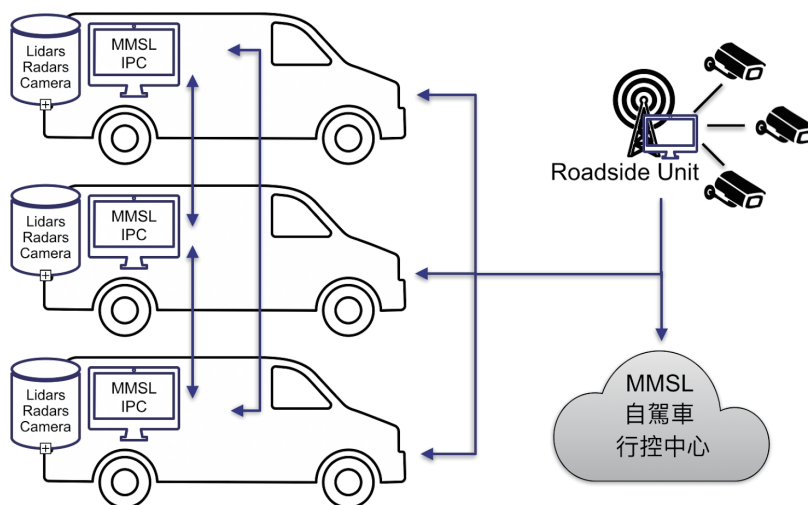 Lidars
Radars
Camera
MMSL
IPC
Roadside Unit
Lidars
Radars
Camera
MMSL
IPC
Lidars
Radars
Camera
MMSL
IPC
MMSL
自駕車
行控中心